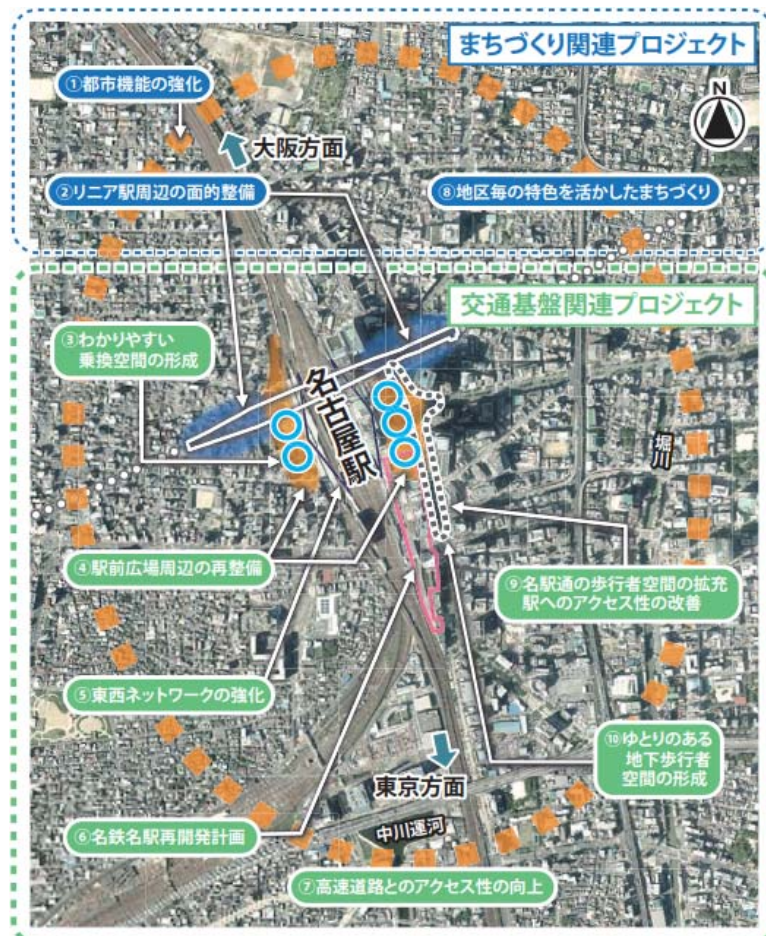 まちづくり関連プロジェクト
①都市機能の強化
N
大阪方面
②リニア駅周辺の面的整備
⑧地区毎の特色を活かしたまちづくり
交通基盤関連プロジェクト
③わかりやすい
乗換空間の形成
名古屋駅
堀川
④駅前広場周辺の再整備
⑨名駅通の歩行者空間の拡充
駅へのアクセス性の改善
⑤東西ネットワークの強化
⑩ゆとりのある
地下歩行者
空間の形成
東京方面
⑥名鉄名駅再開発計画
中川運河
⑦高速道路とのアクセス性の向上